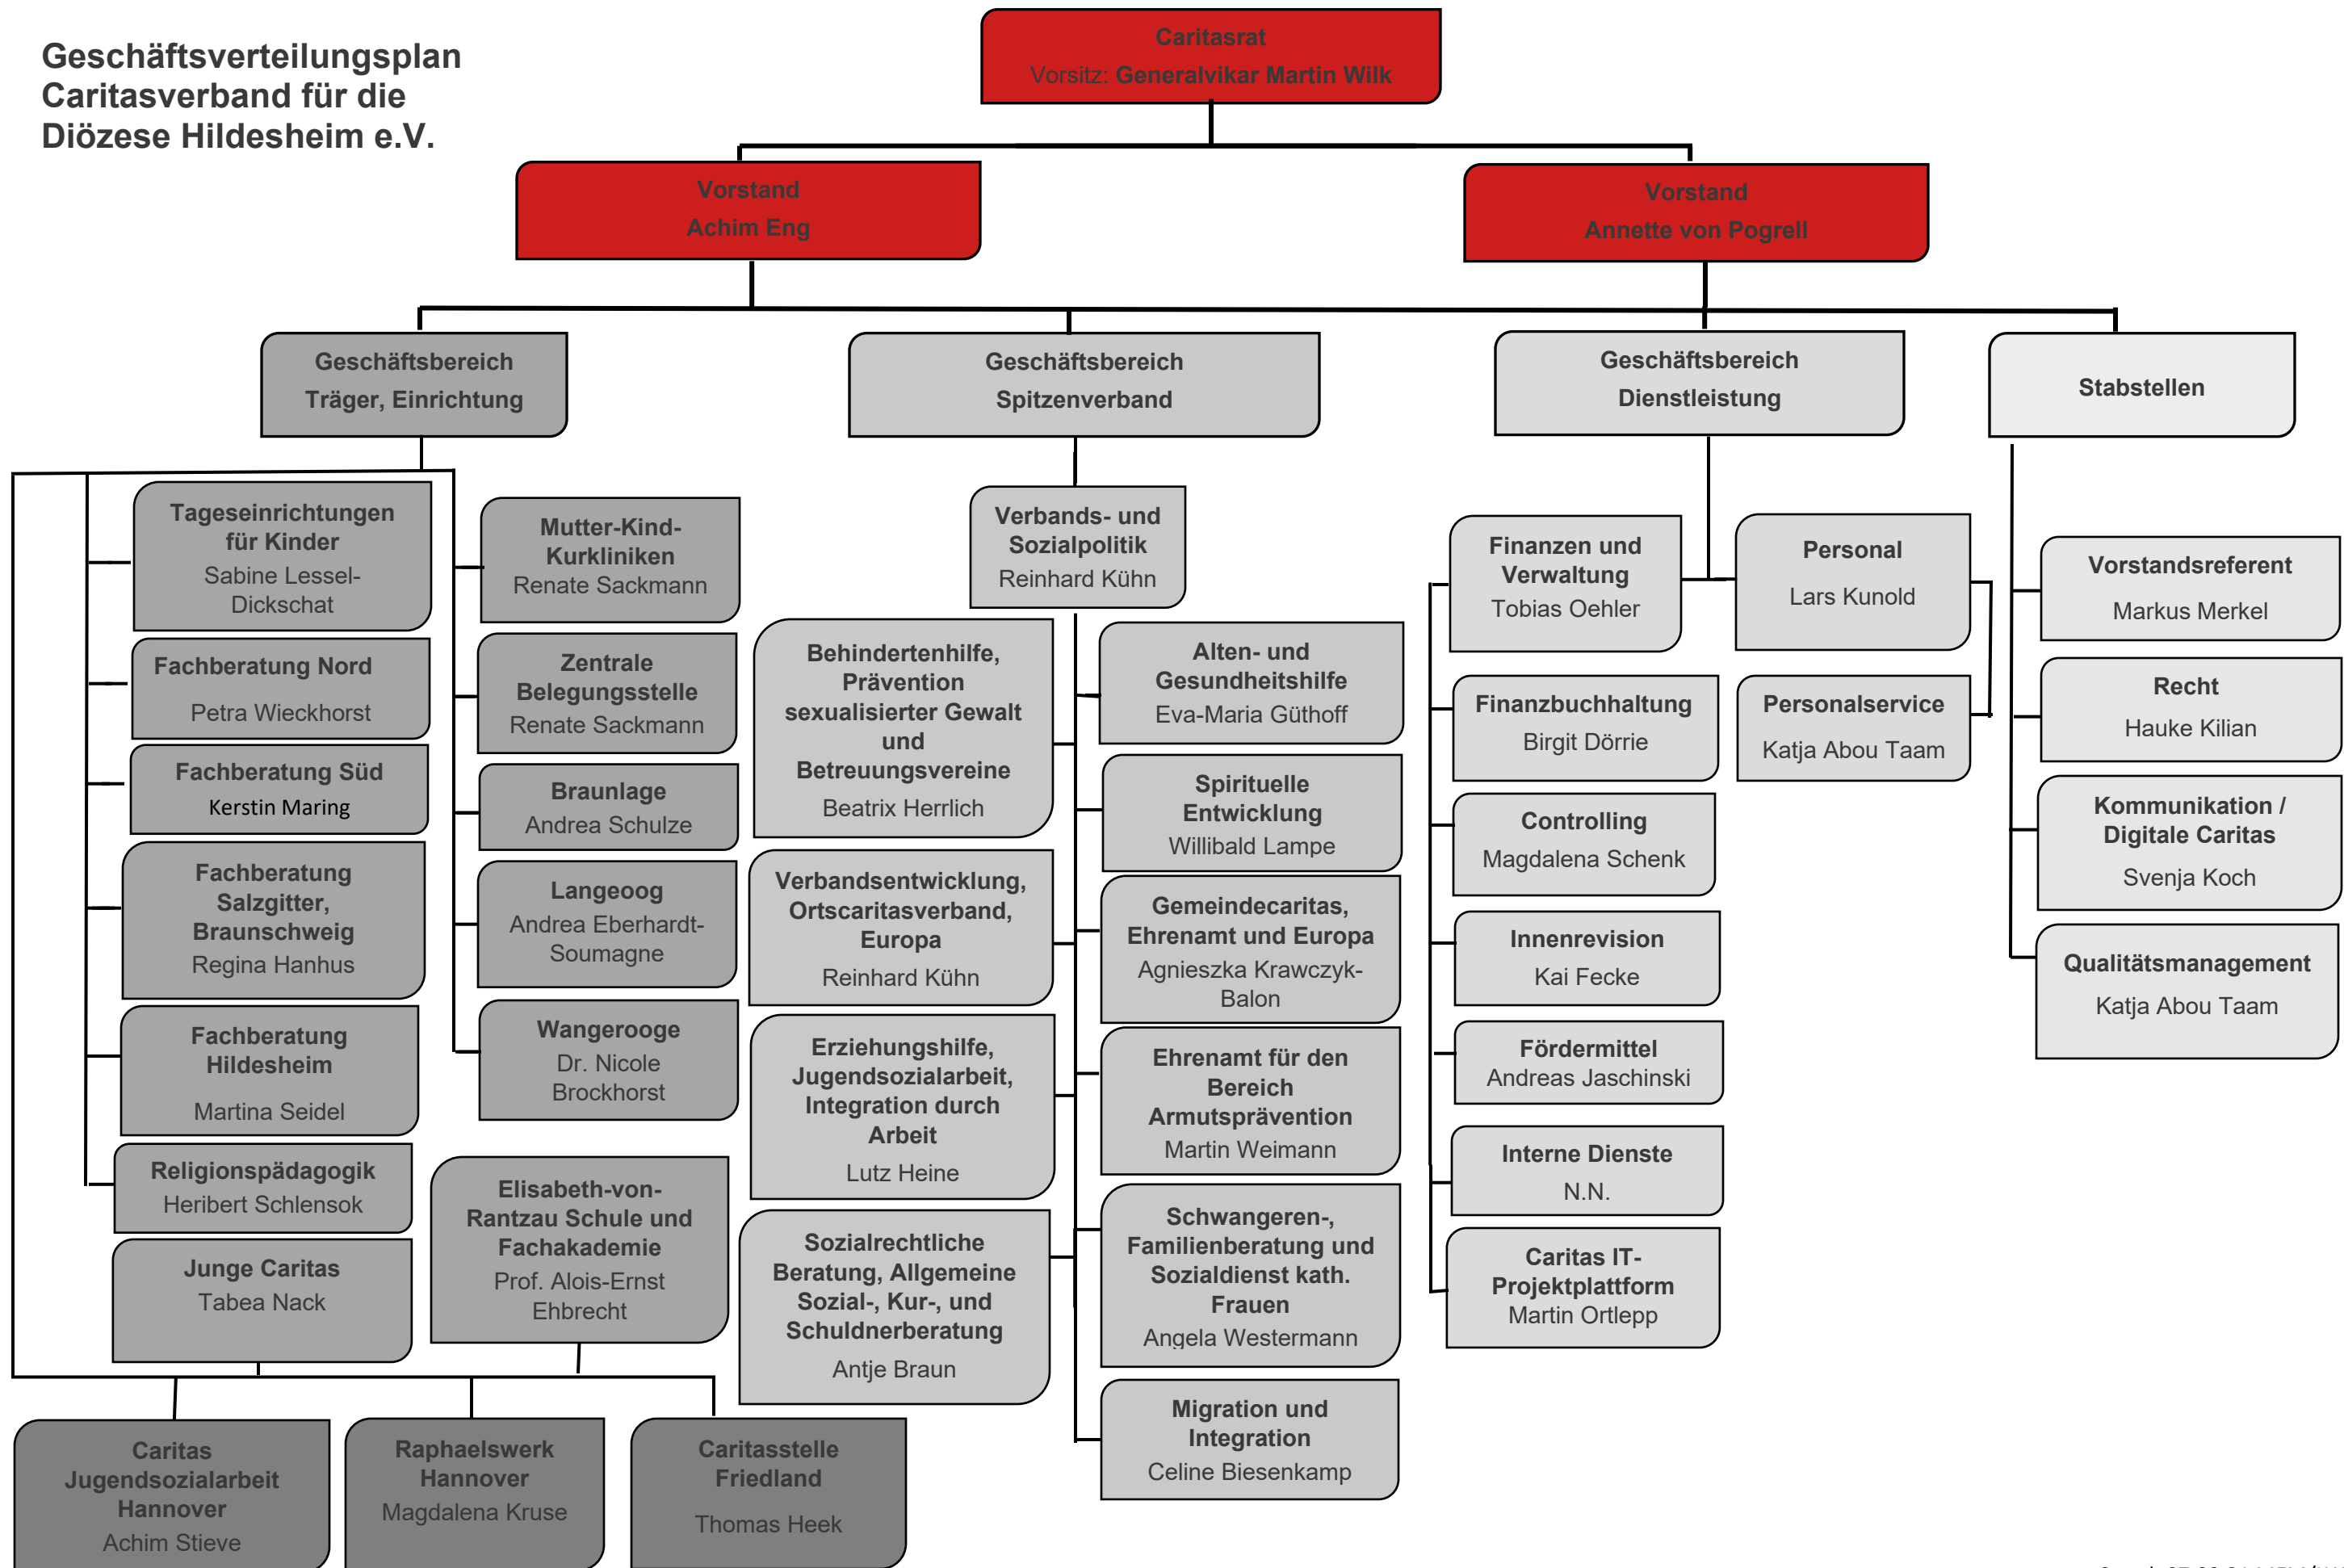 Geschäftsverteilungsplan
Caritasverband für die
Diözese Hildesheim e.V.
Caritasrat
Vorsitz: Generalvikar Martin Wilk
Vorstand
Achim Eng
Vorstand
Annette von Pogrell
Geschäftsbereich
Träger, Einrichtung
Geschäftsbereich
Spitzenverband
Geschäftsbereich
Dienstleistung
Stabstellen
Tageseinrichtungen
für Kinder
Sabine Lessel-
Dickschat
Fachberatung Nord
Petra Wieckhorst
Fachberatung Süd
Kerstin Maring
Fachberatung
Salzgitter,
Braunschweig
Regina Hanhus
Fachberatung
Hildesheim
Martina Seidel
Religionspädagogik
Heribert Schlensok
Junge Caritas
Tabea Nack
Mutter-Kind-
Kurkliniken
Renate Sackmann
Zentrale
Belegungsstelle
Renate Sackmann
Braunlage
Andrea Schulze
Langeoog
Andrea Eberhardt-
Soumagne
Wangerooge
Dr. Nicole
Brockhorst
Elisabeth-von-
Rantzau Schule und
Fachakademie
Prof. Alois-Ernst
Ehbrecht
Caritas
Jugendsozialarbeit
Hannover
Achim Stieve
Raphaelswerk
Hannover
Magdalena Kruse
Caritasstelle
Friedland
Thomas Heek
Verbands- und
Sozialpolitik
Reinhard Kühn
Behindertenhilfe,
Prävention
sexualisierter Gewalt
und
Betreuungsvereine
Beatrix Herrlich
Verbandsentwicklung,
Ortscaritasverband,
Europa
Reinhard Kühn
Erziehungshilfe,
Jugendsozialarbeit,
Integration durch
Arbeit
Lutz Heine
Sozialrechtliche
Beratung, Allgemeine
Sozial-, Kur-, und
Schuldnerberatung
Antje Braun
Alten- und
Gesundheitshilfe
Eva-Maria Güthoff
Spirituelle
Entwicklung
Willibald Lampe
Gemeindecaritas,
Ehrenamt und Europa
Agnieszka Krawczyk-
Balon
Ehrenamt für den
Bereich
Armutsprävention
Martin Weimann
Schwangeren-,
Familienberatung und
Sozialdienst kath.
Frauen
Angela Westermann
Migration und
Integration
Celine Biesenkamp
Finanzen und
Verwaltung
Tobias Oehler
Finanzbuchhaltung
Birgit Dörrie
Controlling
Magdalena Schenk
Innenrevision
Kai Fecke
Fördermittel
Andreas Jaschinski
Interne Dienste
N.N.
Caritas IT-
Projektplattform
Martin Ortlepp
Personal
Lars Kunold
Personalservice
Katja Abou Taam
Vorstandsreferent
Markus Merkel
Recht
Hauke Kilian
Kommunikation /
Digitale Caritas
Svenja Koch
Qualitätsmanagement
Katja Abou Taam